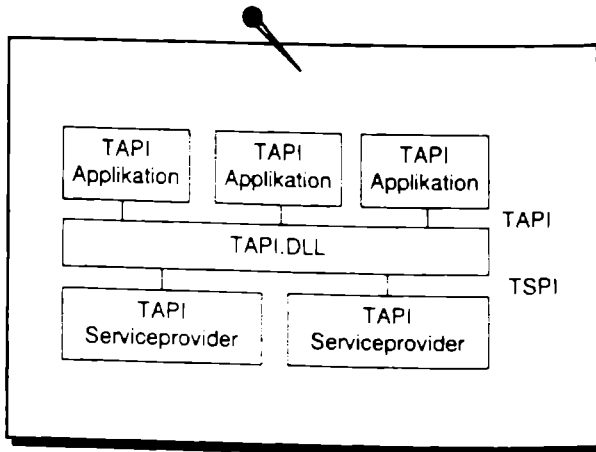 TAPI
Applikation
TAPI
Applikation
TAPI
Applikation
TAPI
TAPI.DLL
TSPI
TAPI
Serviceprovider
TAPI
Serviceprovider